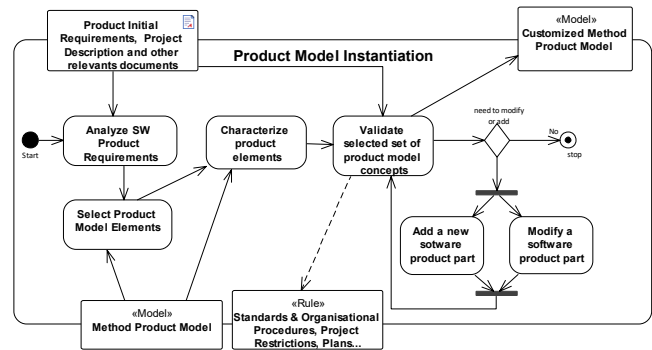 Product Initial
Requirements, Project
Description and other
relevants documents
«Model»
Customized Method
Product Model
Product Model Instantiation
need to modify
or add
Analyze SW
Product
Requirements
Characterize
product
elements
Validate
selected set of
product model
concepts
No
Start
stop
Select Product
Model Elements
Add a new
sotware
product part
Modify a
software
product part
«Model»
Method Product Model
«Rule»
Standards & Organisational
Procedures, Project
Restrictions, Plans...